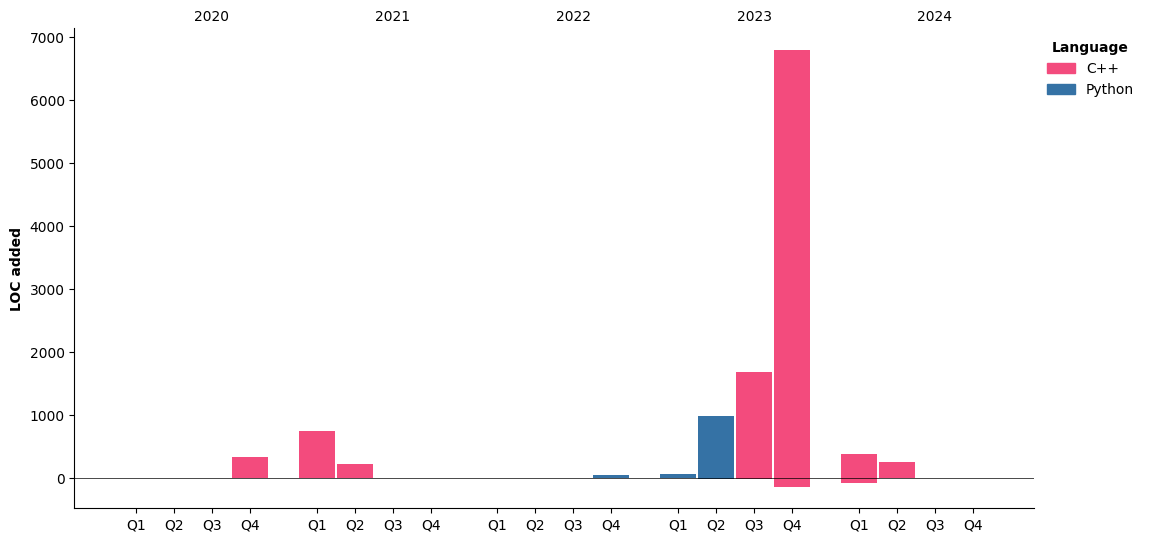 2020 2021 2022 2023 2024
Language
C++
Python
LOC added
7000
6000
5000
4000
3000
2000
1000
0
Q1 Q2 Q3 Q4 Q1 Q2 Q3 Q4 Q1 Q2 Q3 Q4 Q1 Q2 Q3 Q4 Q1 Q2 Q3 Q4